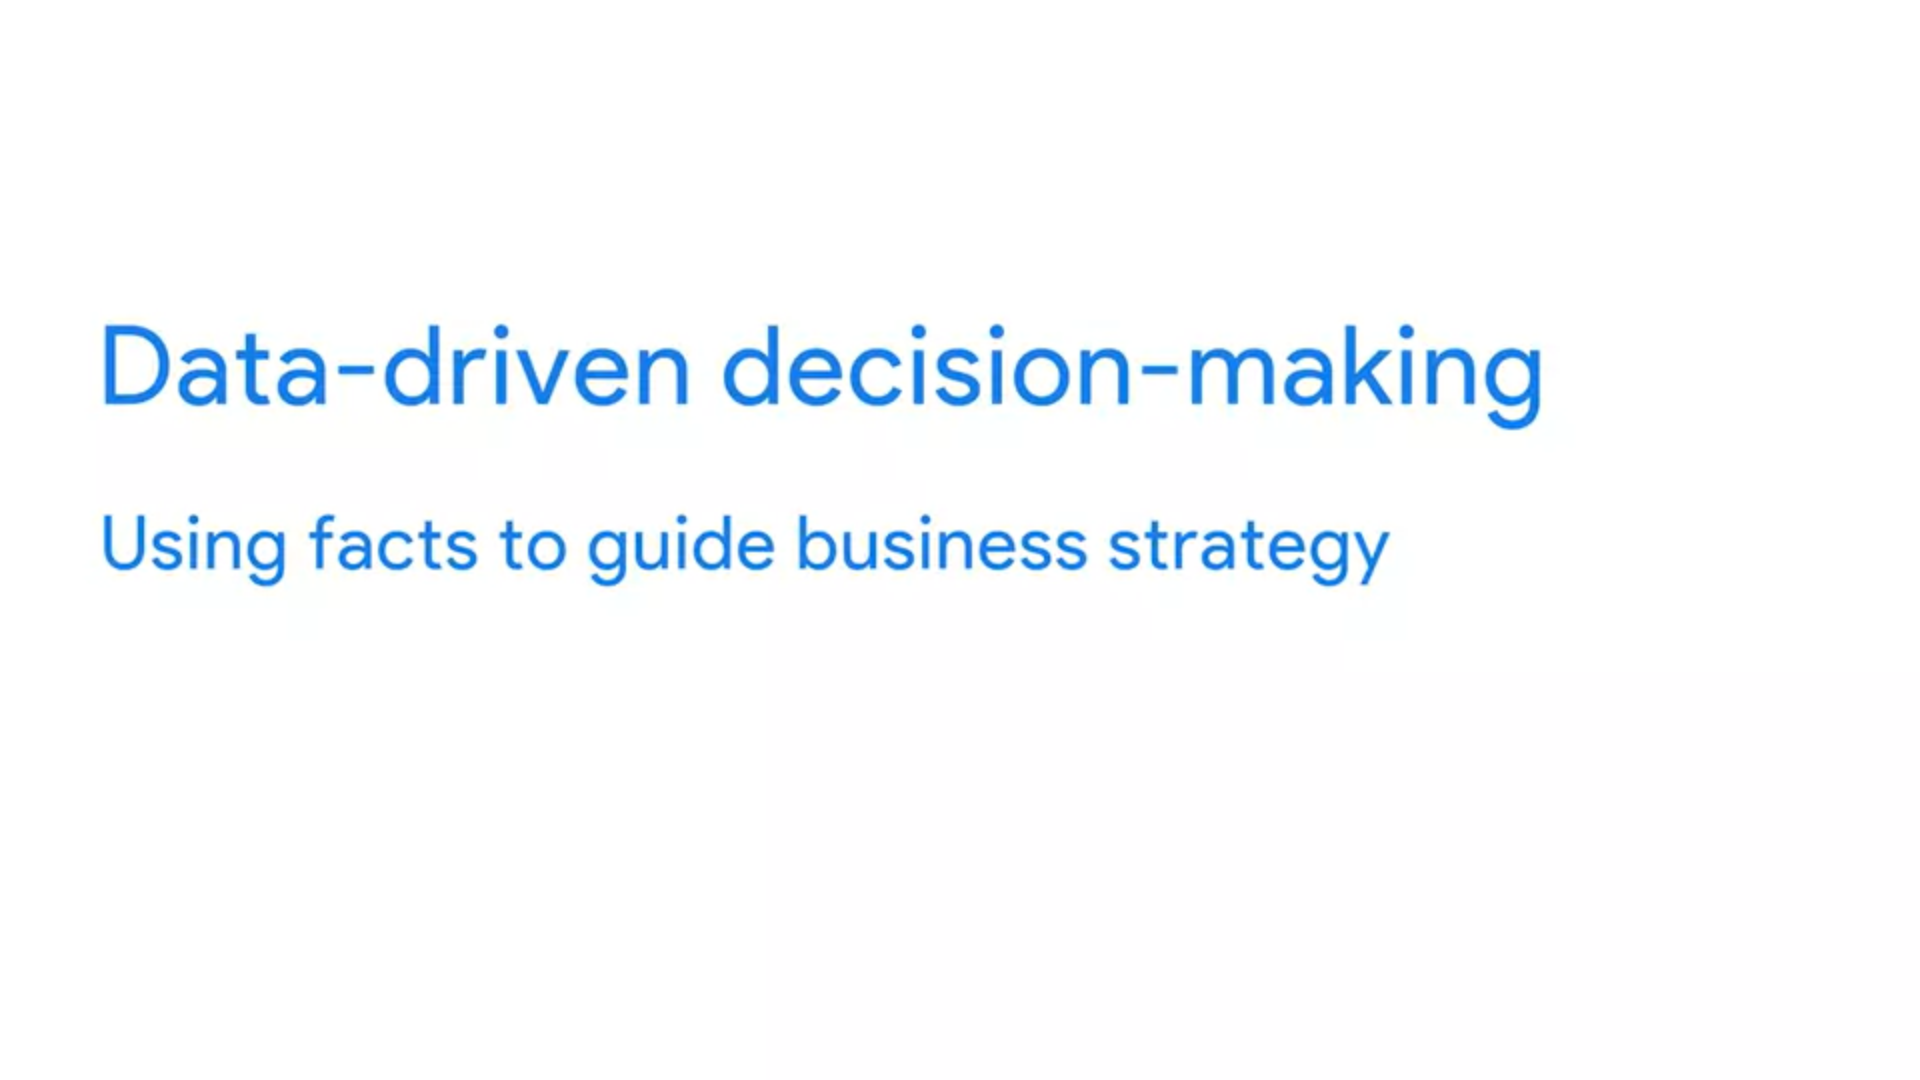 Data-driven decision-making
Using facts to guide business strategy